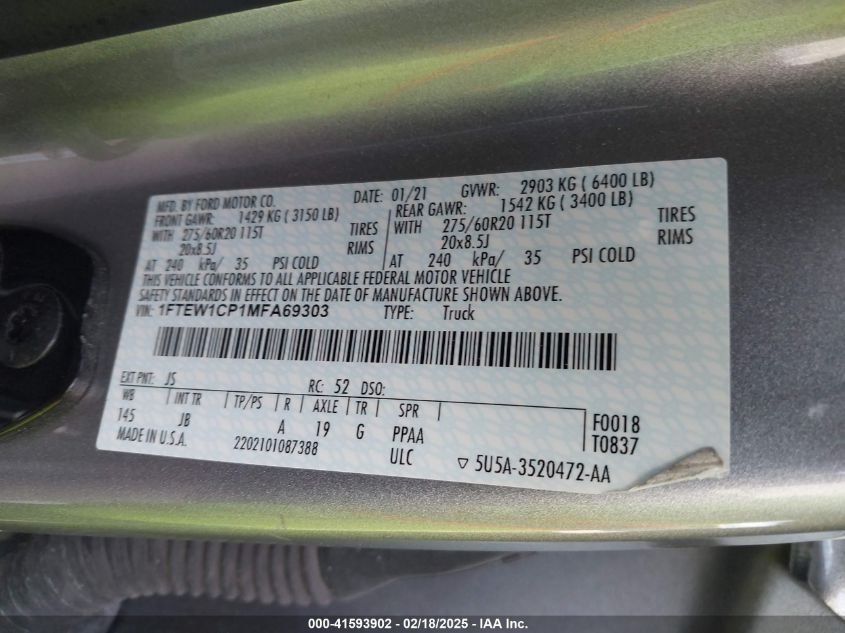 MFD. BY FORD MOTOR CO. DATE: 01/21 GVWR: 2903 KG ( 6400 LB)
FRONT GAWR: 1429 KG ( 3150 LB) REAR GAWR: 1542 KG ( 3400 LB)
WITH 275/60R20 115T TIRES WITH 275/60R20 115T TIRES
20x8.5J RIMS 20x8.5J RIMS
AT 240 kPa/ 35 PSI COLD AT 240 kPa/ 35 PSI COLD
THIS VEHICLE CONFORMS TO ALL APPLICABLE FEDERAL MOTOR VEHICLE
SAFETY STANDARDS IN EFFECT ON THE DATE OF MANUFACTURE SHOWN ABOVE.
VIN: 1FTEW1CP1MFA69303 TYPE: Truck
EXT PNT: JS RC: 52 DSO:
WB INT TR TP/PS R AXLE TR SPR
145 JB A 19 G PPAA F0018
MADE IN U.S.A. 2202101087388 ULC T0837
▽ 5U5A-3520472-AA
000-41593902 / 02/18/2025 - IAA Inc.